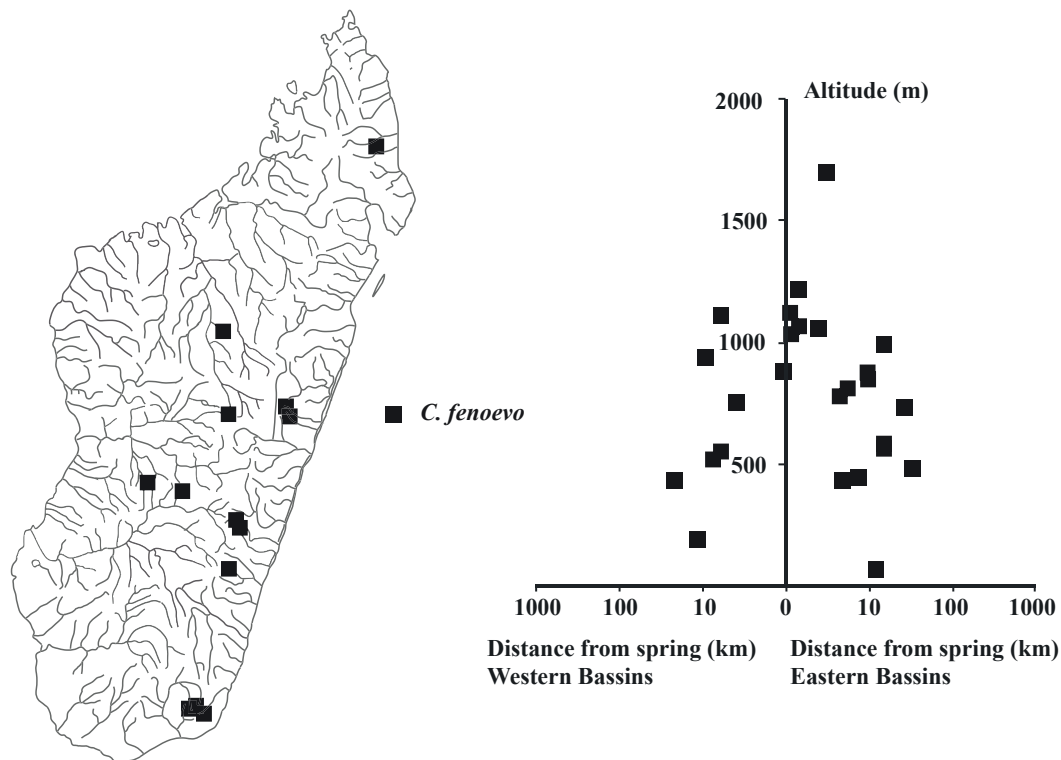 Altitude (m)
2000
1500
1000
500
C. fenoevo
1000 100 10 0 10 100 1000
Distance from spring (km) Distance from spring (km)
Western Bassins Eastern Bassins